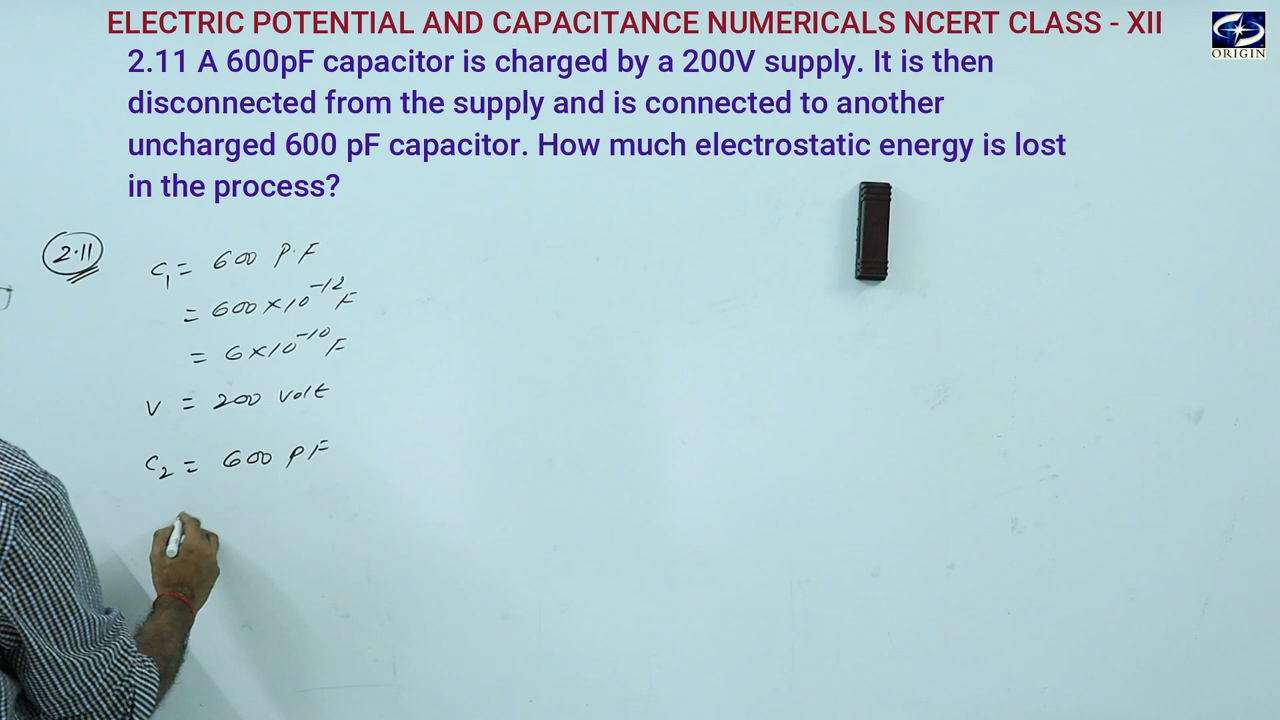 ELECTRIC POTENTIAL AND CAPACITANCE NUMERICALS NCERT CLASS - XII
ORIGIN
2.11 A 600pF capacitor is charged by a 200V supply. It is then
disconnected from the supply and is connected to another
uncharged 600 pF capacitor. How much electrostatic energy is lost
in the process?
2.11
C₁ = 600 P.F
= 600×10⁻¹² F
= 6×10⁻¹⁰ F
V = 200 volt
C₂ = 600 PF